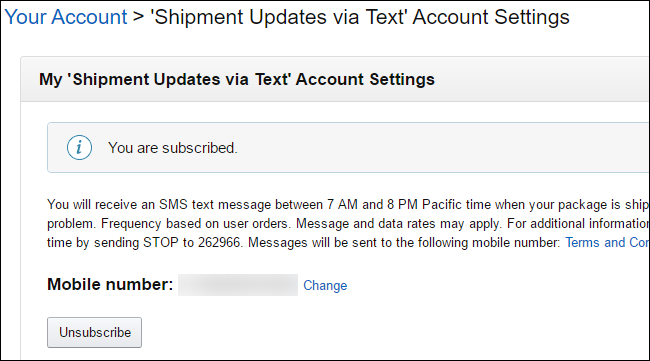 Your Account > 'Shipment Updates via Text' Account Settings
My 'Shipment Updates via Text' Account Settings
i You are subscribed.
You will receive an SMS text message between 7 AM and 8 PM Pacific time when your package is ship
problem. Frequency based on user orders. Message and data rates may apply. For additional information
time by sending STOP to 262966. Messages will be sent to the following mobile number: Terms and Con
Mobile number: Change
Unsubscribe